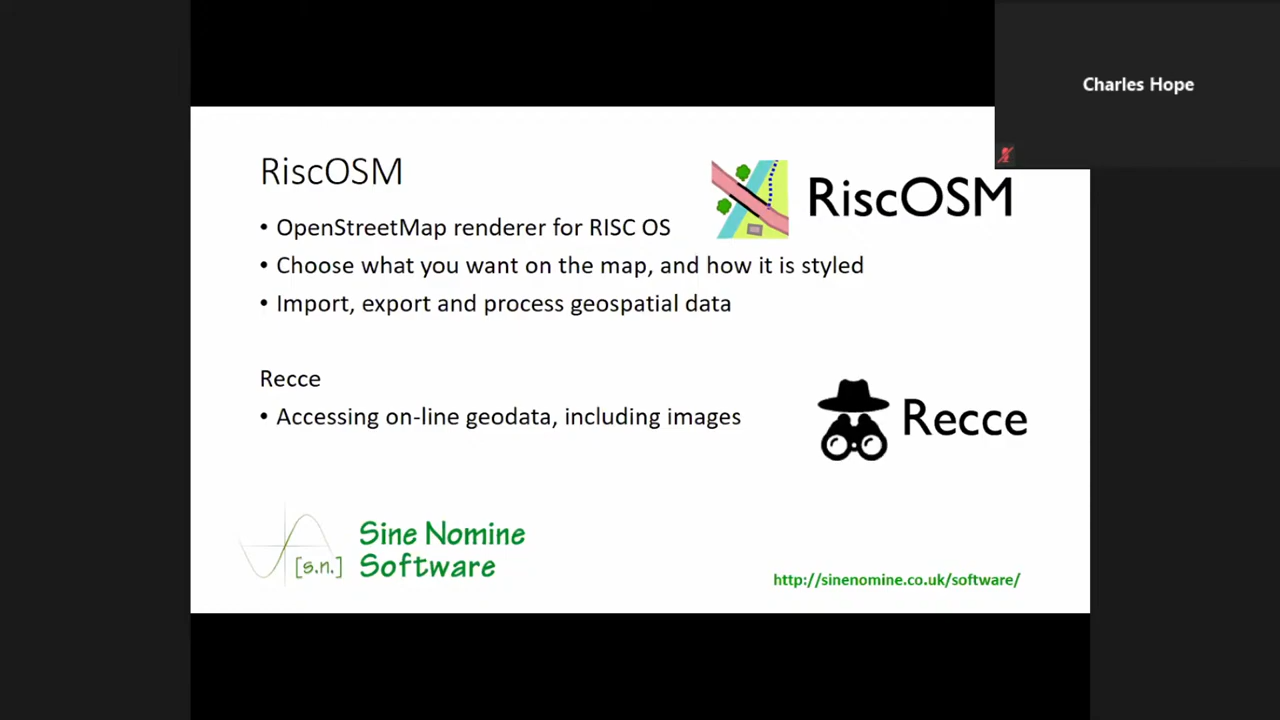 Charles Hope
RiscOSM
RiscOSM
• OpenStreetMap renderer for RISC OS
• Choose what you want on the map, and how it is styled
• Import, export and process geospatial data
Recce
• Accessing on-line geodata, including images
Recce
[s.n.]
Sine Nomine
Software
http://sinenomine.co.uk/software/